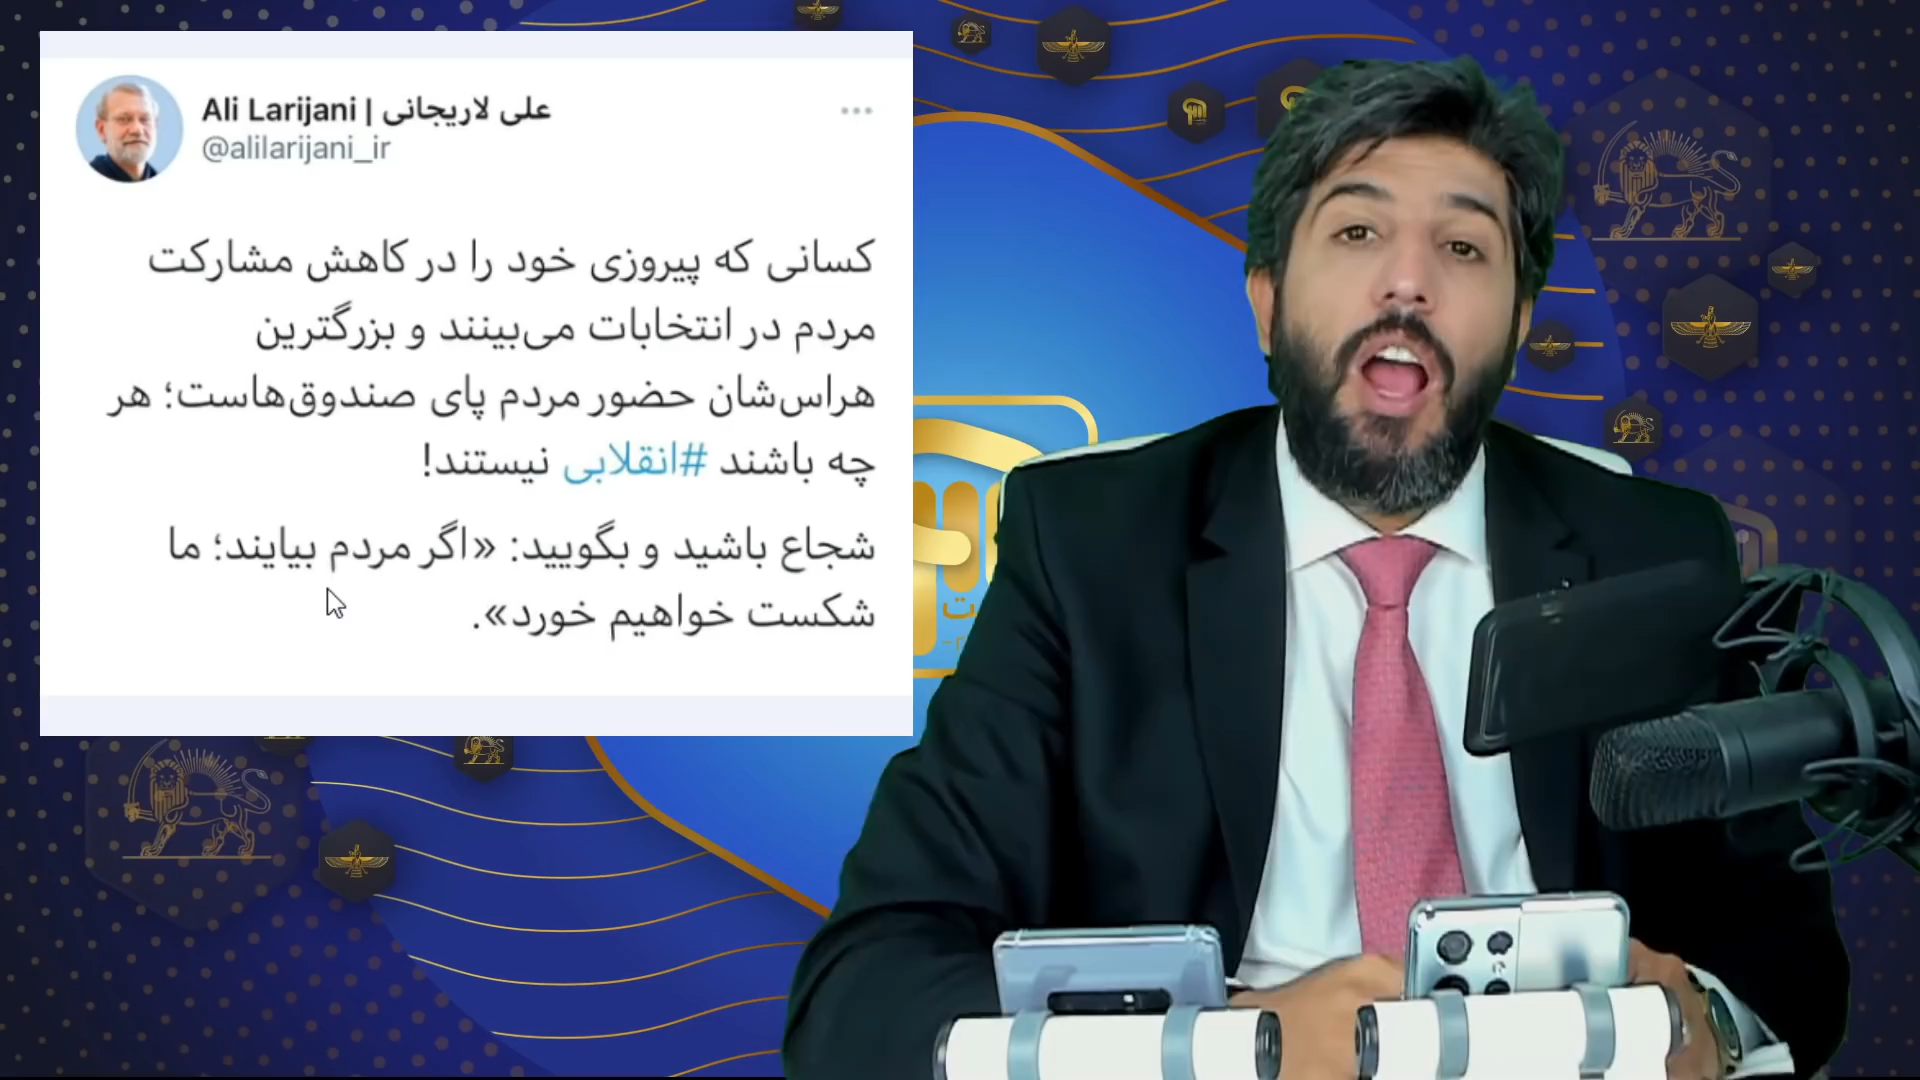 Ali Larijani | علی لاریجانی
@alilarijani_ir
کسانی که پیروزی خود را در کاهش مشارکت
مردم در انتخابات می‌بینند و بزرگترین
هراس‌شان حضور مردم پای صندوق‌هاست؛ هر
چه باشند #انقلابی نیستند!
شجاع باشید و بگویید: «اگر مردم بیایند؛ ما
شکست خواهیم خورد».